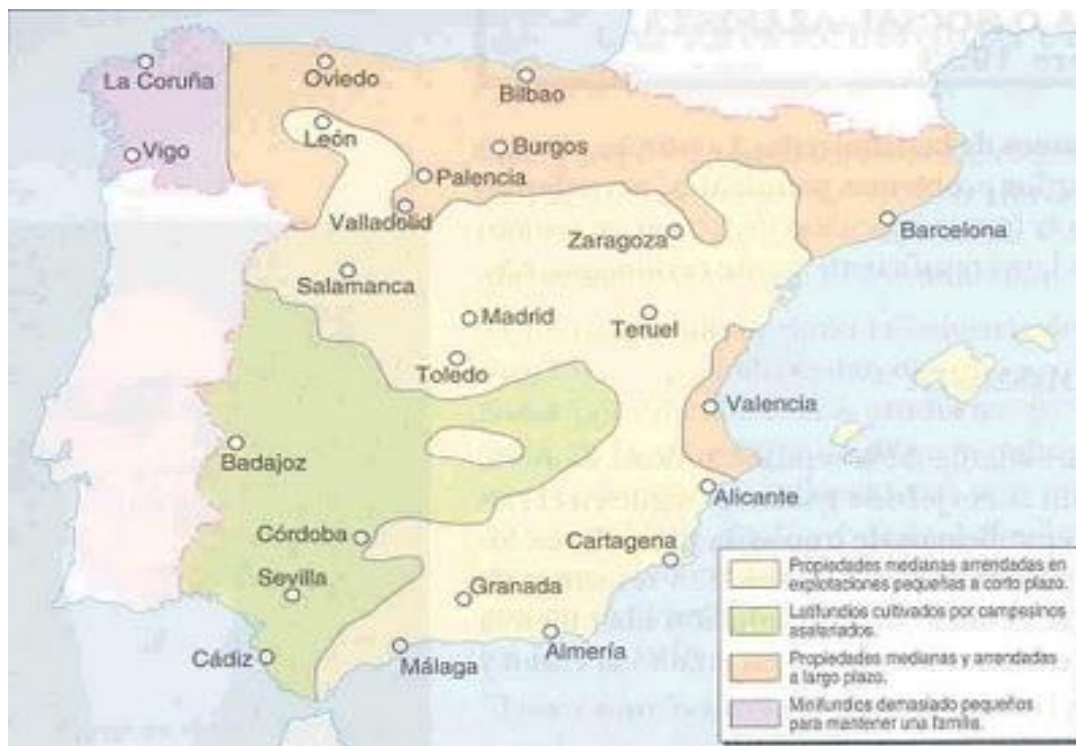 La Coruña
Oviedo
Bilbao
León
Burgos
Vigo
Palencia
Valladolid
Zaragoza
Barcelona
Salamanca
Madrid
Teruel
Toledo
Valencia
Badajoz
Alicante
Córdoba
Cartagena
Sevilla
Granada
Cádiz
Málaga
Almería
Propiedades medianas arrendadas en
explotaciones pequeñas a corto plazo.
Latifundios cultivados por campesinos
asalariados.
Propiedades medianas y arrendadas
a largo plazo.
Minifundios demasiado pequeños
para mantener una familia.